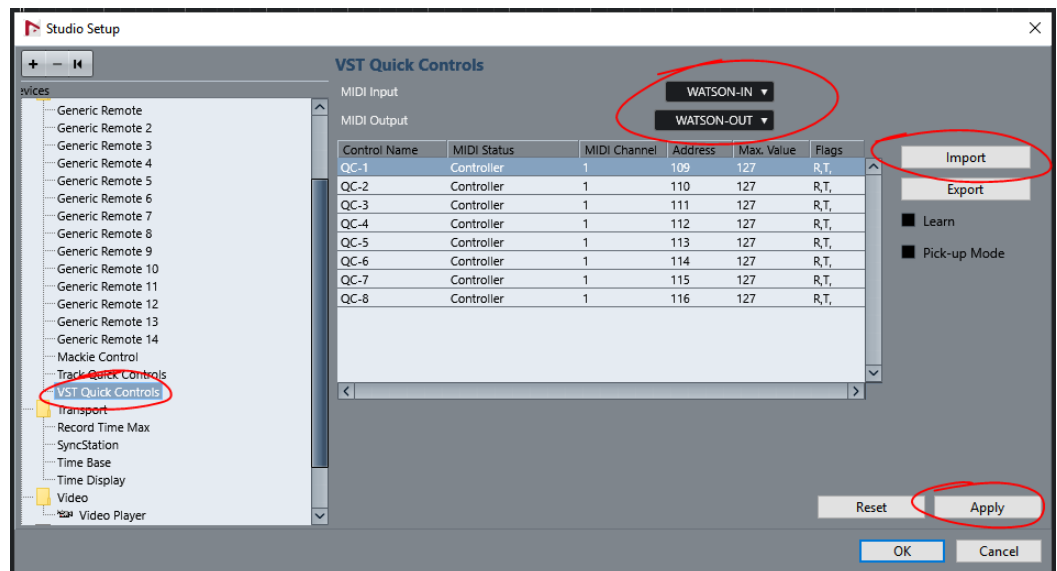 Studio Setup
+ −
evices
Generic Remote
Generic Remote 2
Generic Remote 3
Generic Remote 4
Generic Remote 5
Generic Remote 6
Generic Remote 7
Generic Remote 8
Generic Remote 9
Generic Remote 10
Generic Remote 11
Generic Remote 12
Generic Remote 13
Generic Remote 14
Mackie Control
Track Quick Controls
VST Quick Controls
Transport
Record Time Max
SyncStation
Time Base
Time Display
Video
Video Player
VST Quick Controls
MIDI Input WATSON-IN
MIDI Output WATSON-OUT
Control Name MIDI Status MIDI Channel Address Max. Value Flags
QC-1 Controller 1 109 127 R,T,
QC-2 Controller 1 110 127 R,T,
QC-3 Controller 1 111 127 R,T,
QC-4 Controller 1 112 127 R,T,
QC-5 Controller 1 113 127 R,T,
QC-6 Controller 1 114 127 R,T,
QC-7 Controller 1 115 127 R,T,
QC-8 Controller 1 116 127 R,T,
Import
Export
Learn
Pick-up Mode
Reset Apply
OK Cancel